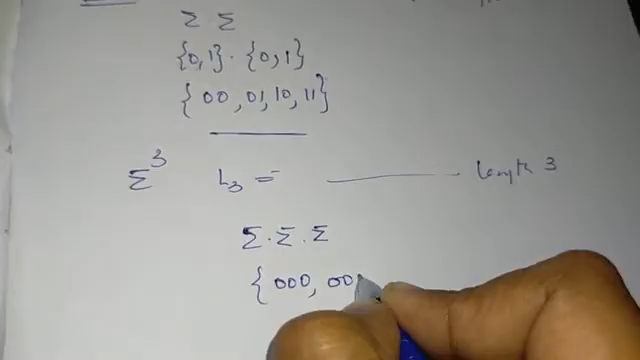 Σ Σ
{0,1} · {0,1}
{ 00, 01, 10, 11}
Σ³ L₃ = length 3
Σ . Σ . Σ
{ 000, 00